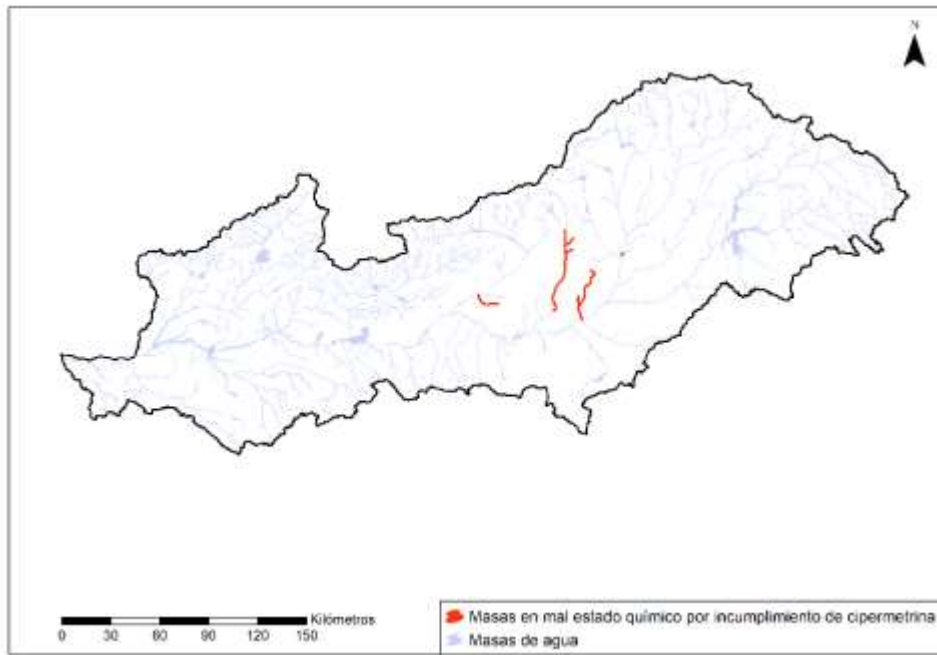 N
Kilómetros
0 30 60 90 120 150
Masas en mal estado químico por incumplimiento de cipermetrina
Masas de agua